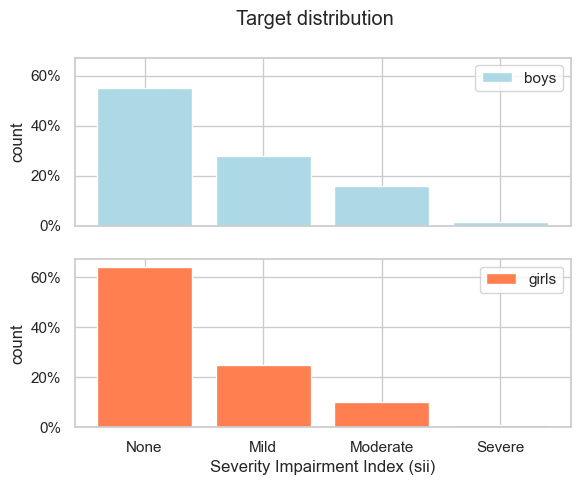 Target distribution
boys
60%
40%
20%
0%
count
girls
60%
40%
20%
0%
count
None Mild Moderate Severe
Severity Impairment Index (sii)